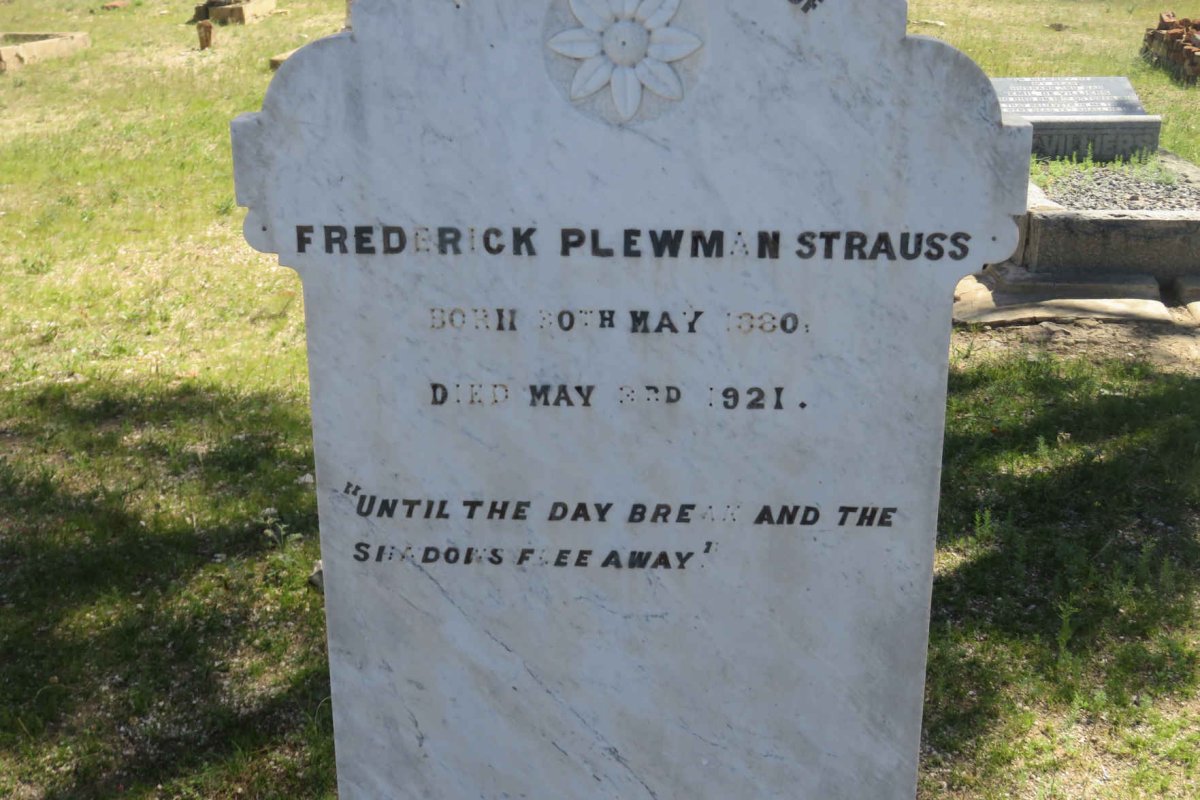 OF
FREDERICK PLEWMAN STRAUSS
BORN 30TH MAY 1880.
DIED MAY 3RD 1921.
"UNTIL THE DAY BREAK AND THE
SHADOWS FLEE AWAY"